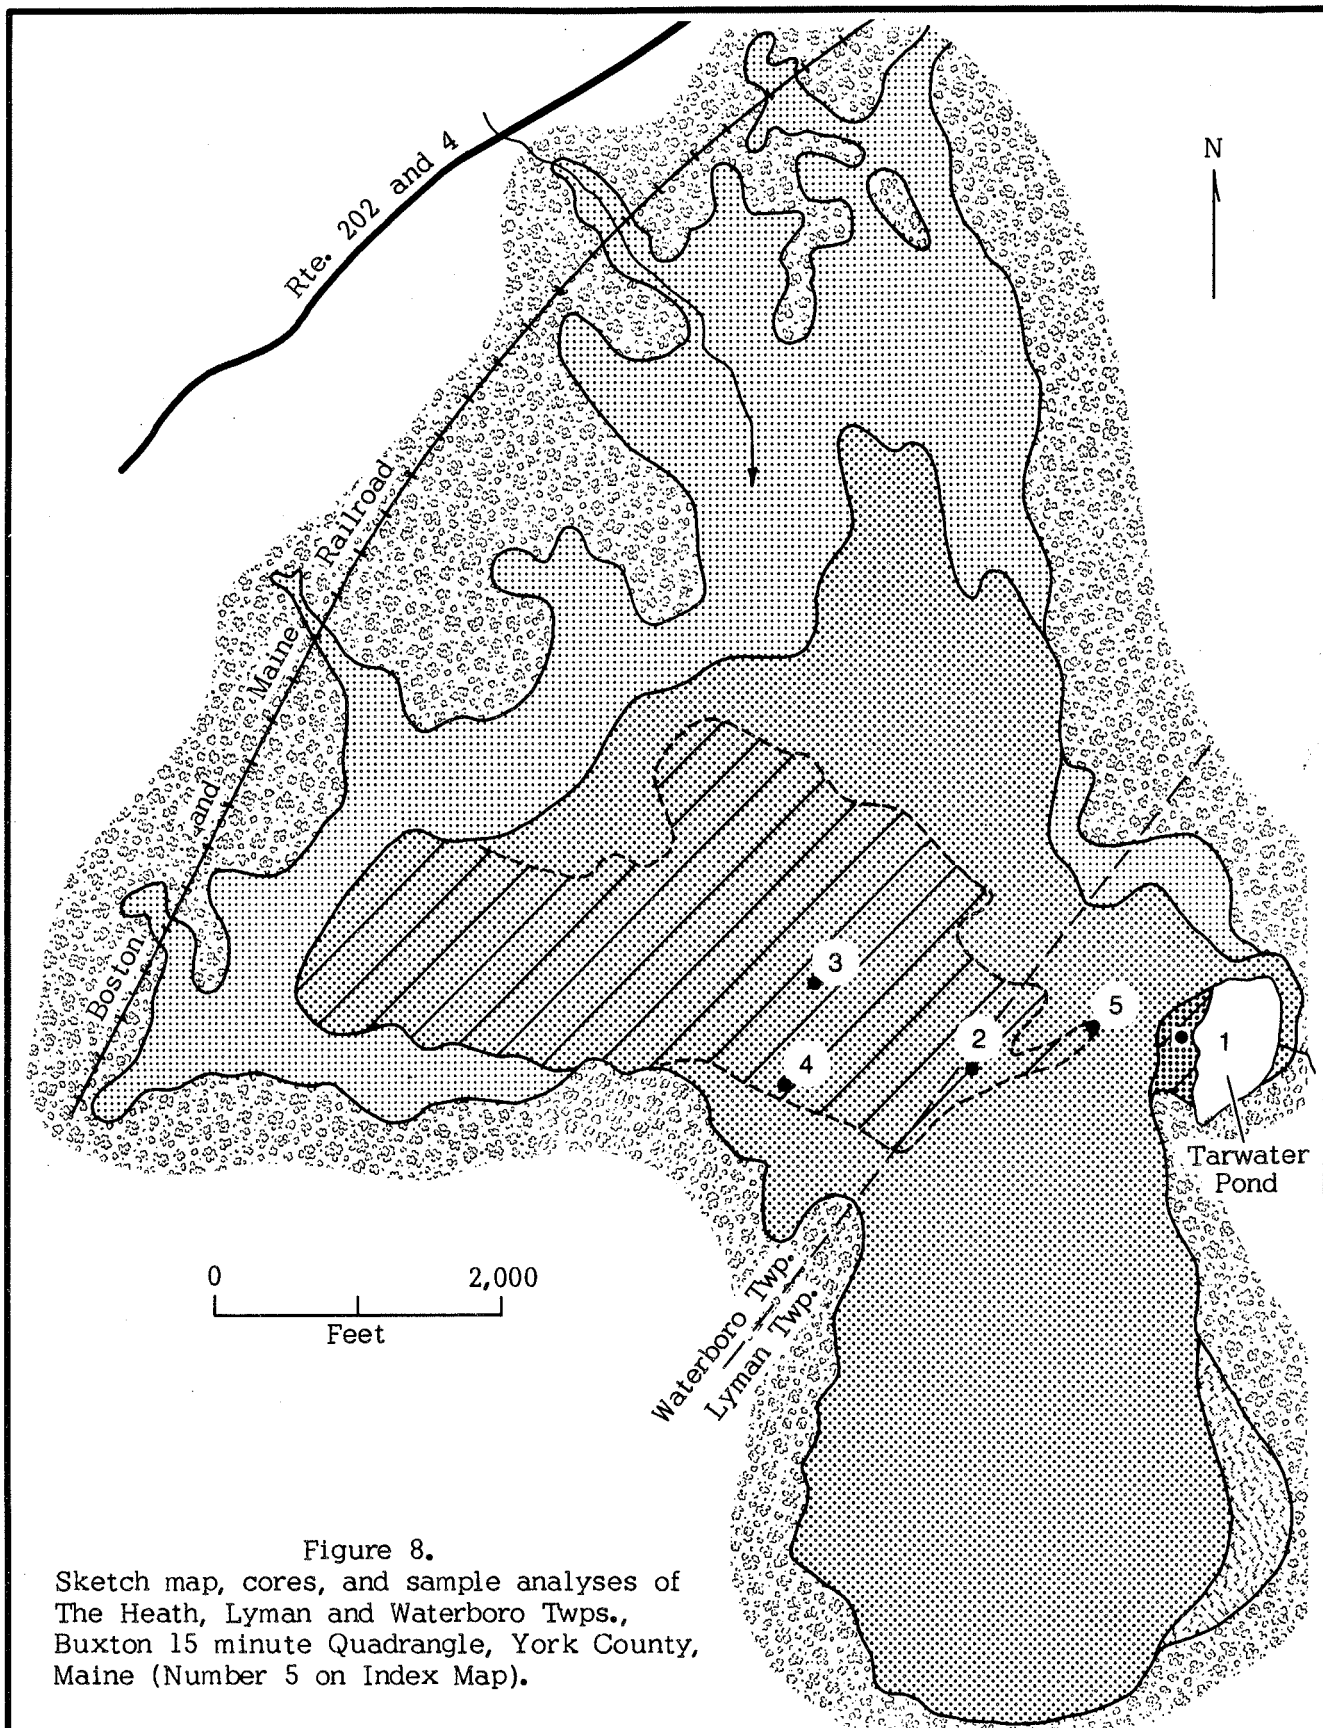 Rte. 202 and 4
N
Boston and Maine Railroad
3
5
2
1
4
Tarwater
Pond
0 2,000
Feet
Waterboro Twp.
Lyman Twp.
Figure 8.
Sketch map, cores, and sample analyses of
The Heath, Lyman and Waterboro Twps.,
Buxton 15 minute Quadrangle, York County,
Maine (Number 5 on Index Map).